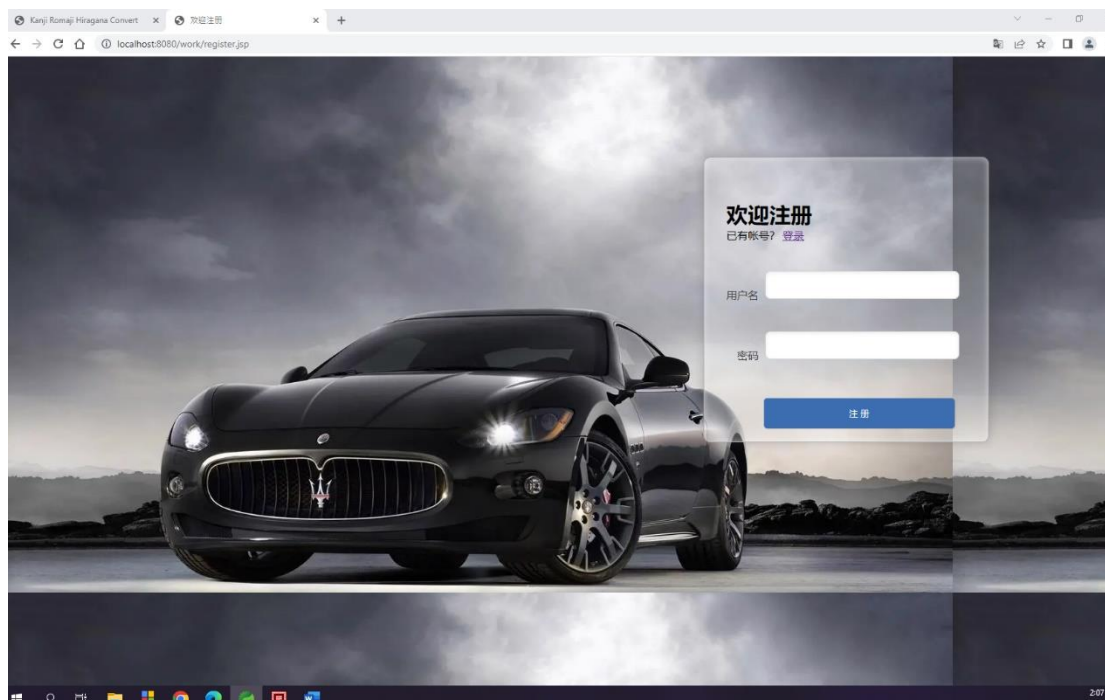 Kanji Romaji Hiragana Convert
欢迎注册
localhost:8080/work/register.jsp
欢迎注册
已有帐号? 登录
用户名
密码
注册
2:07